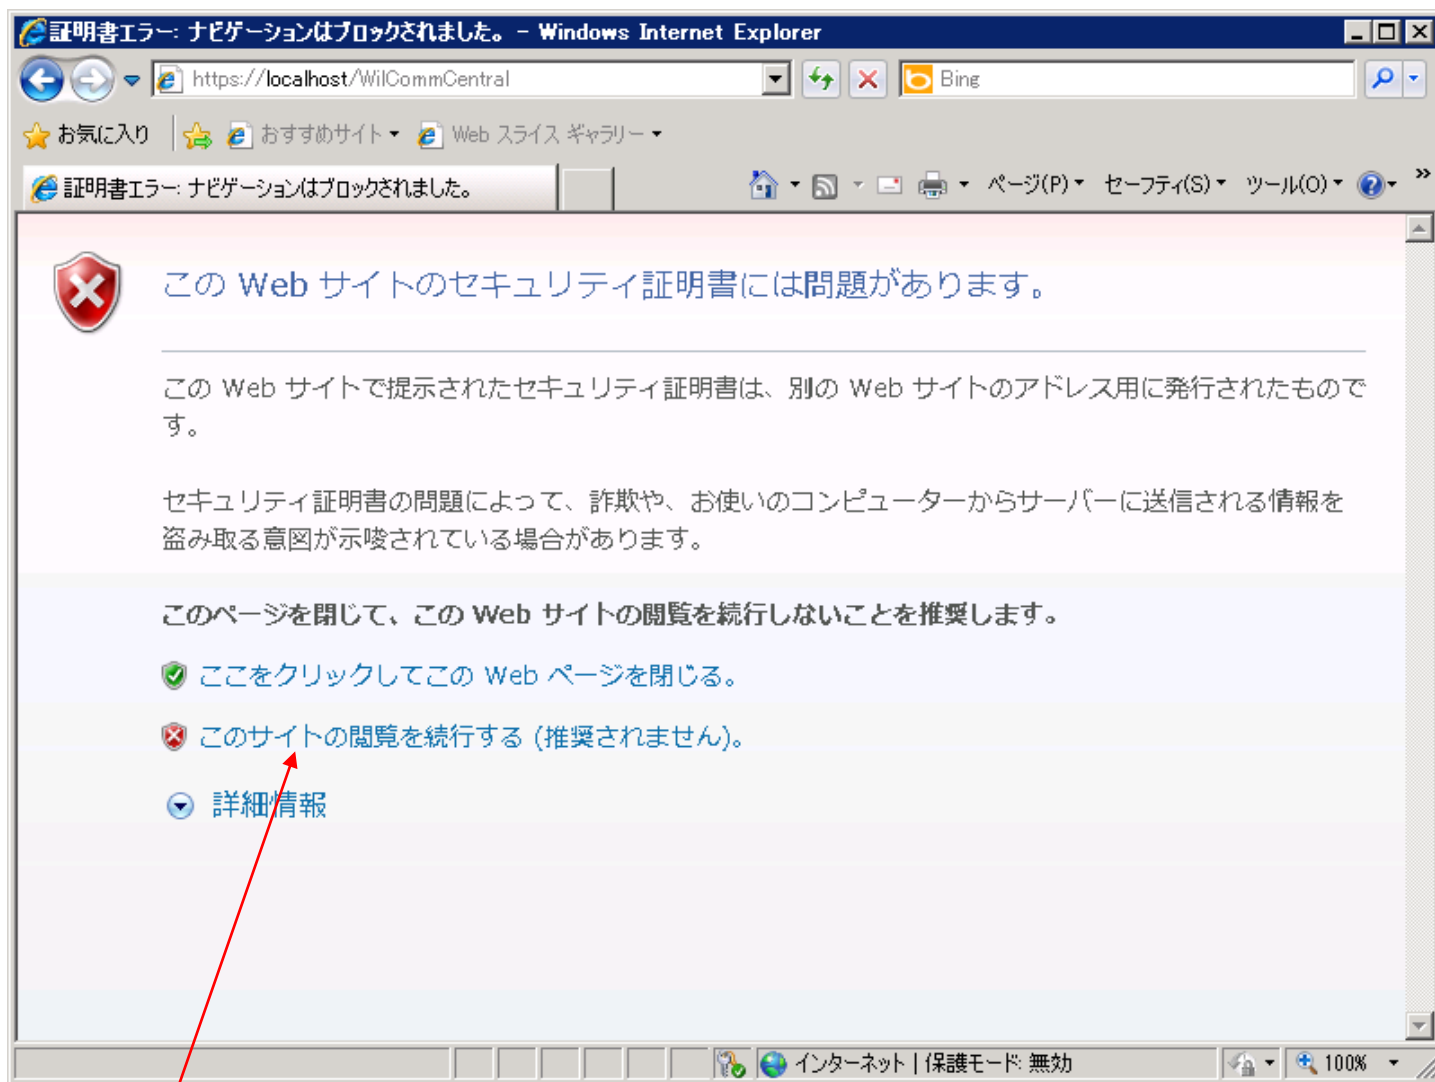 証明書エラー: ナビゲーションはブロックされました。 - Windows Internet Explorer
https://localhost/WilCommCentral
Bing
お気に入り おすすめサイト Web スライス ギャラリー
証明書エラー: ナビゲーションはブロックされました。 ページ(P) セーフティ(S) ツール(O) »
この Web サイトのセキュリティ証明書には問題があります。
この Web サイトで提示されたセキュリティ証明書は、別の Web サイトのアドレス用に発行されたもので
す。
セキュリティ証明書の問題によって、詐欺や、お使いのコンピューターからサーバーに送信される情報を
盗み取る意図が示唆されている場合があります。
このページを閉じて、この Web サイトの閲覧を続行しないことを推奨します。
ここをクリックしてこの Web ページを閉じる。
このサイトの閲覧を続行する (推奨されません)。
詳細情報
インターネット | 保護モード: 無効 100%